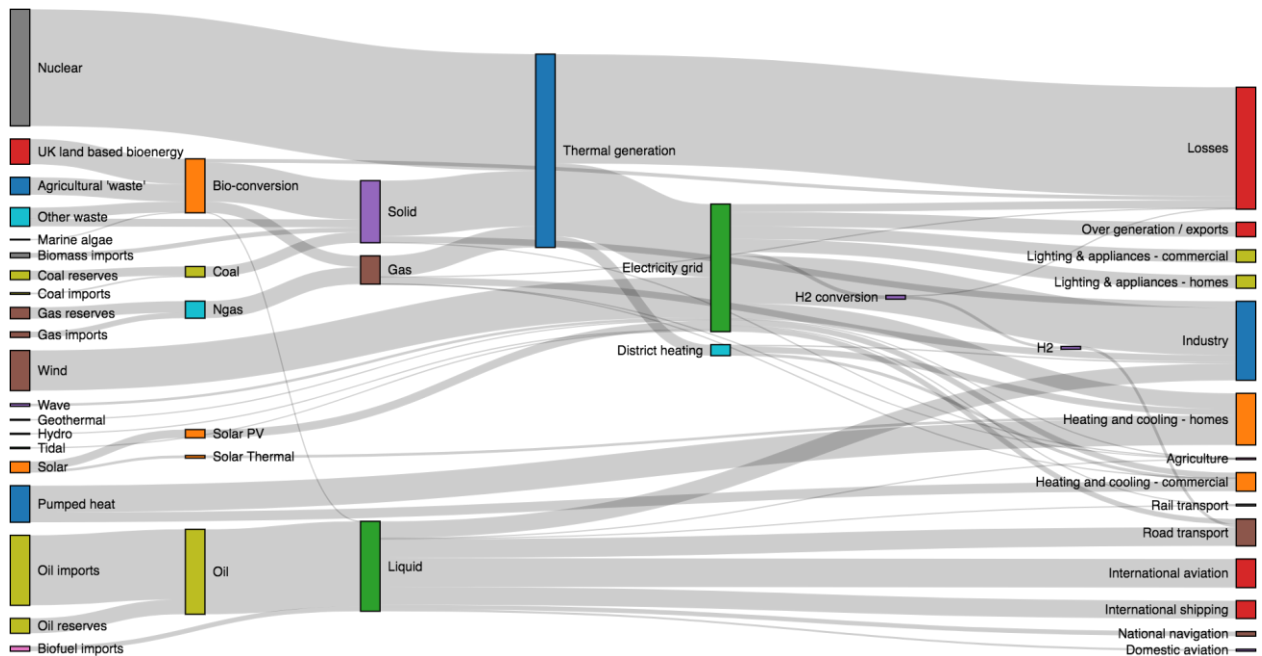 Nuclear
UK land based bioenergy
Agricultural 'waste'
Other waste
Marine algae
Biomass imports
Coal reserves
Coal imports
Gas reserves
Gas imports
Wind
Wave
Geothermal
Hydro
Tidal
Solar
Pumped heat
Oil imports
Oil reserves
Biofuel imports
Bio-conversion
Coal
Ngas
Solar PV
Solar Thermal
Oil
Solid
Gas
Liquid
Thermal generation
Electricity grid
District heating
H2 conversion
H2
Losses
Over generation / exports
Lighting & appliances - commercial
Lighting & appliances - homes
Industry
Heating and cooling - homes
Agriculture
Heating and cooling - commercial
Rail transport
Road transport
International aviation
International shipping
National navigation
Domestic aviation